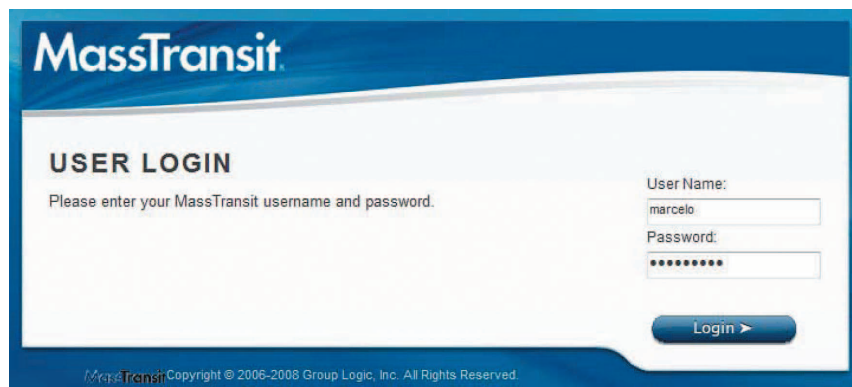 MassTransit
USER LOGIN
Please enter your MassTransit username and password.
User Name:
marcelo
Password:
•••••••••
Login ➤
MassTransit Copyright © 2006-2008 Group Logic, Inc. All Rights Reserved.